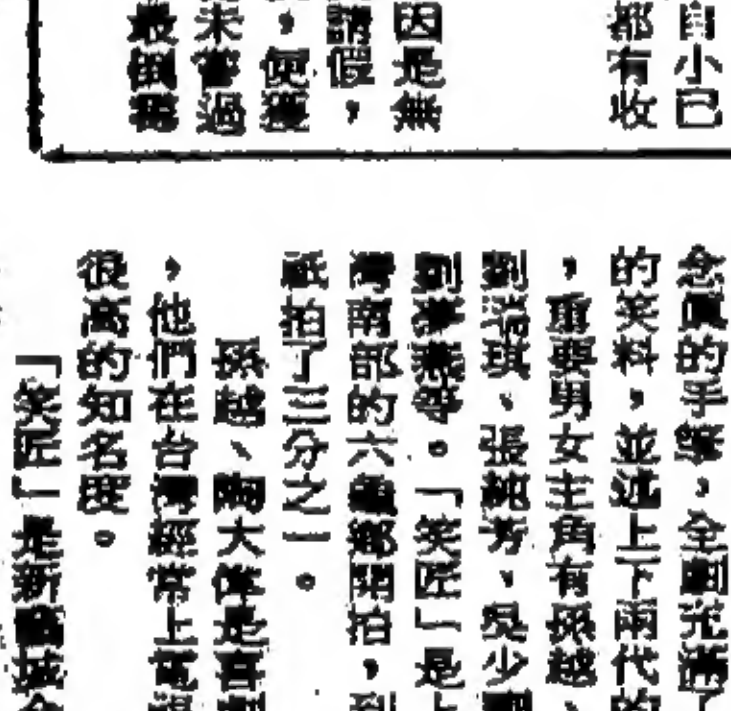 自小已
都有收
因是無
請假，
，便獲
未嘗過
最倒霉
念眞的手筆，全劇充滿了
的笑料，並述上下兩代的
，重要男女主角有孫越、
劉瑞琪、張純芳、吳少剛
劉夢燕等。「笑匠」是上
灣南部的六龜鄉開拍，到
祇拍了三分之一。
孫越、陶大偉是喜劇
，他們在台灣經常上電視
很高的知名度。
「笑匠」是新藝城